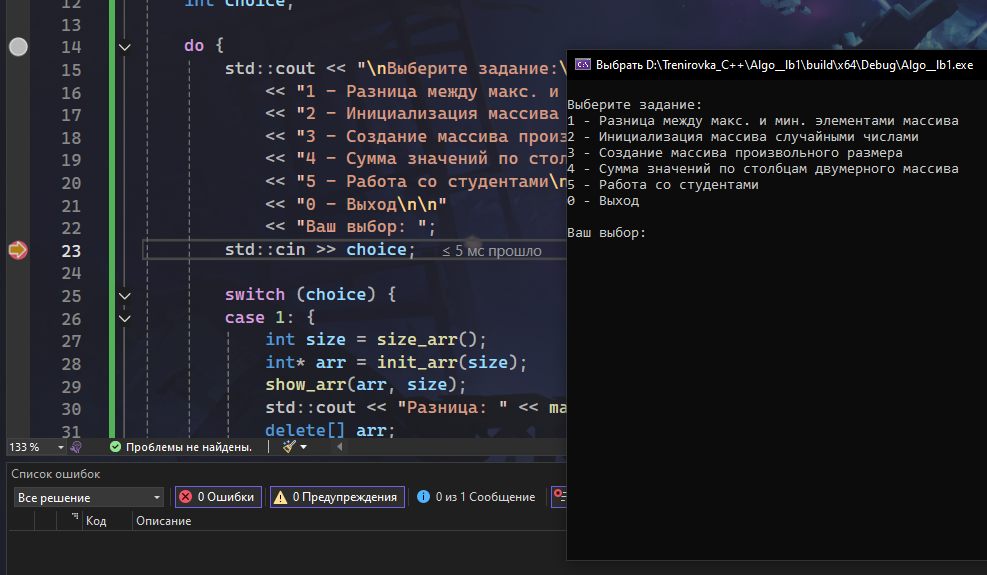 12 int choice;
13
14 do {
15 std::cout << "\nВыберите задание:\
16 << "1 - Разница между макс. и
17 << "2 - Инициализация массива
18 << "3 - Создание массива произ
19 << "4 - Сумма значений по стол
20 << "5 - Работа со студентами\n
21 << "0 - Выход\n\n"
22 << "Ваш выбор: ";
23 std::cin >> choice; ≤ 5 мс прошло
24
25 switch (choice) {
26 case 1: {
27 int size = size_arr();
28 int* arr = init_arr(size);
29 show_arr(arr, size);
30 std::cout << "Разница: " << ma
31 delete[] arr;
133 % Проблемы не найдены.
Список ошибок
Все решение 0 Ошибки 0 Предупреждения 0 из 1 Сообщение
Код Описание
Выбрать D:\Trenirovka_C++\Algo__lb1\build\x64\Debug\Algo__lb1.exe
Выберите задание:
1 - Разница между макс. и мин. элементами массива
2 - Инициализация массива случайными числами
3 - Создание массива произвольного размера
4 - Сумма значений по столбцам двумерного массива
5 - Работа со студентами
0 - Выход
Ваш выбор: